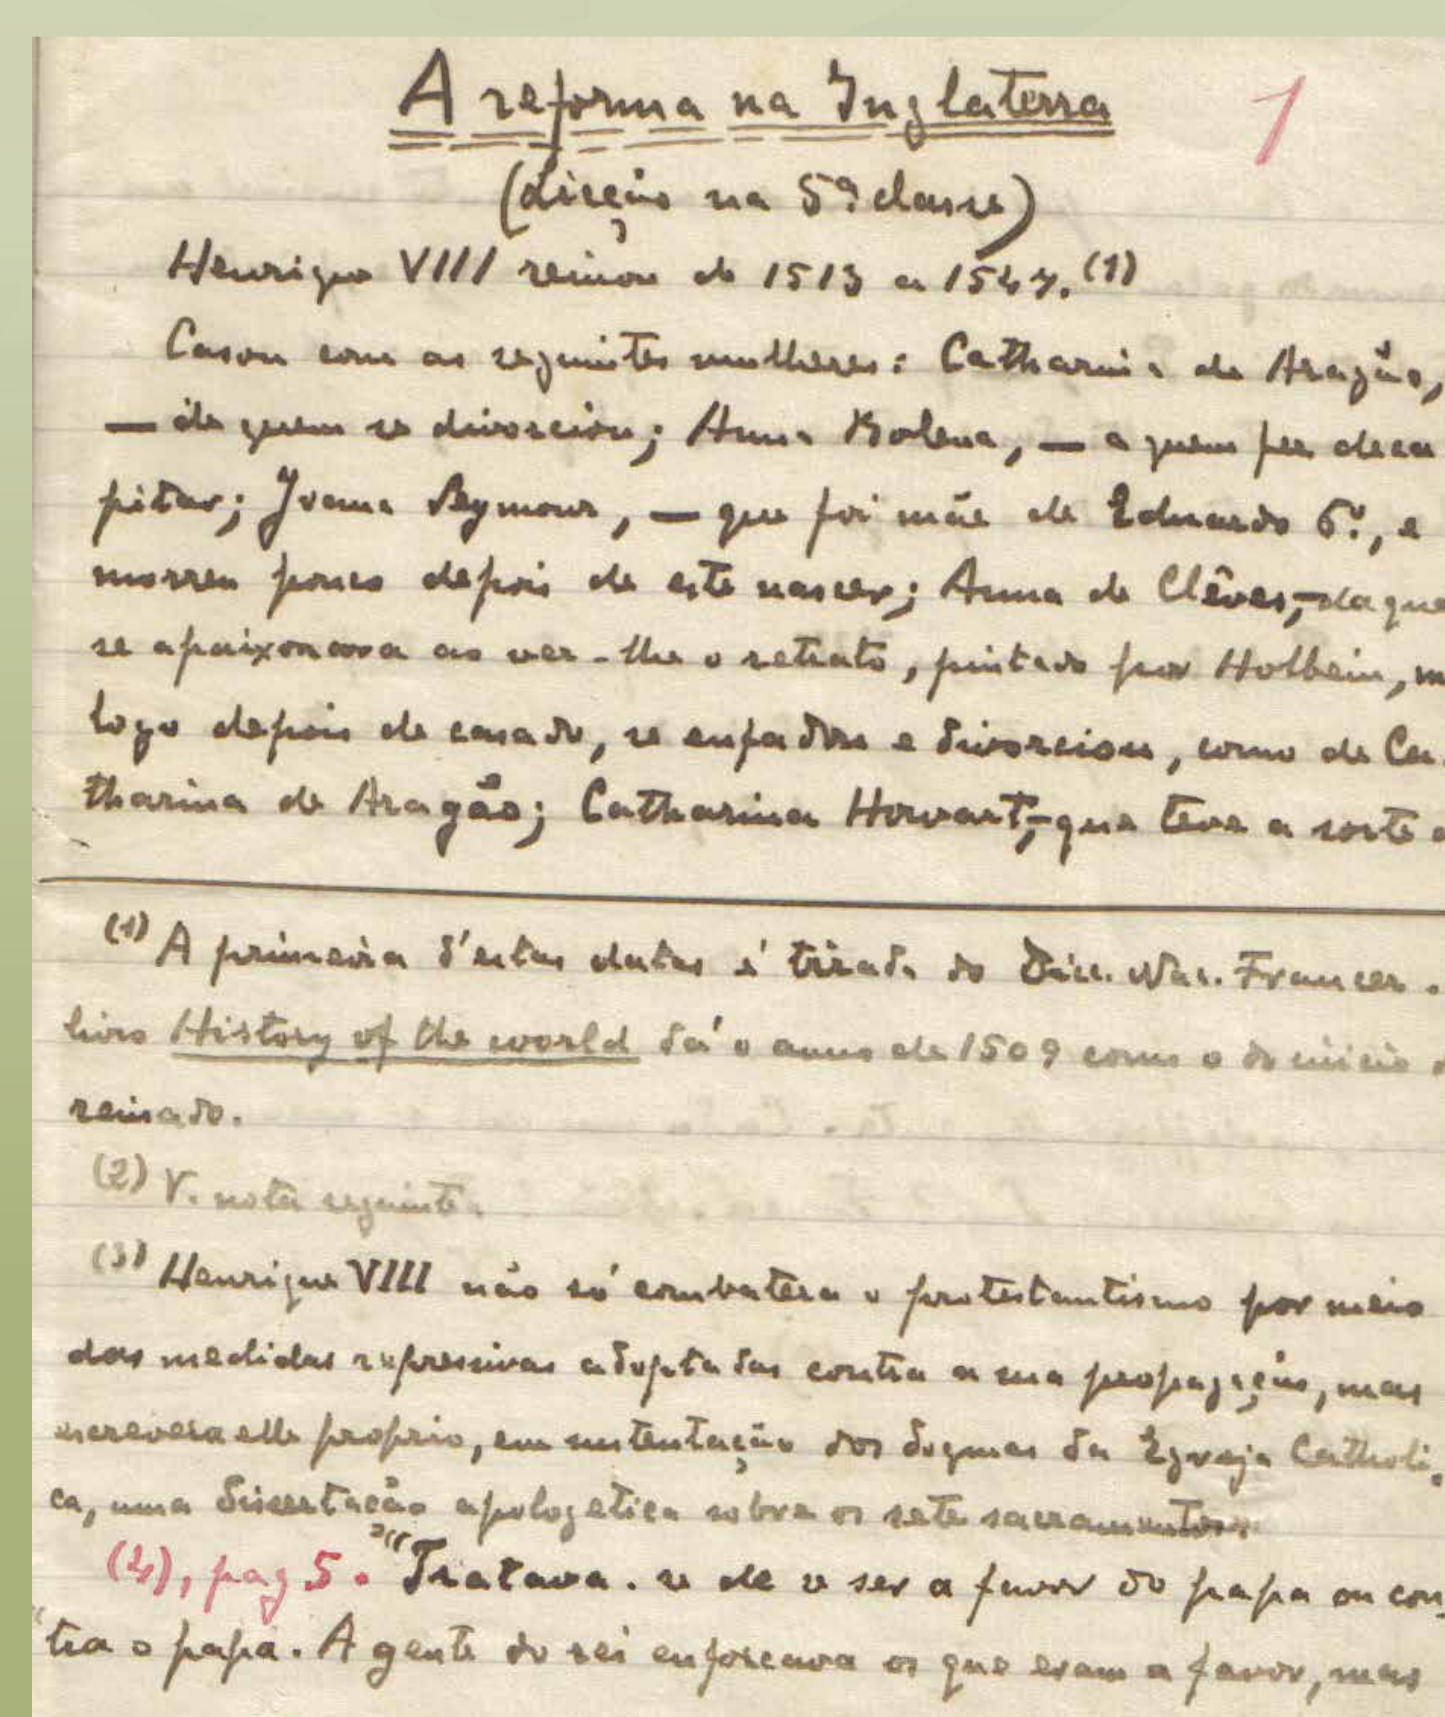 A reforma na Inglaterra
1
(Licção na 5ª classe)
Henrique VIII reinou de 1513 a 1547. (1)
Casou com as seguintes mulheres: Catharina de Aragão,
— de quem se divorciou; Anna Bolena, — a quem fez deca
pitar; Joanna Seymour, — que foi mãe de Eduardo 6º, e
morreu pouco depois de este nascer; Anna de Clêves, — da que
se apaixonava ao ver-lhe o retrato, pintado por Holbein, m
logo depois de casado, se enfadou e divorciou, como de Ca-
tharina de Aragão; Catharina Howart, — que teve a sorte d
(1) A primeira d'estas datas é tirada do Dicc. Nac. Francez.
livro History of the world dá o anno de 1509 como o do inicio d
reinado.
(2) V. nota seguinte.
(3) Henrique VIII não só combatera o protestantismo por meio
das medidas repressivas adoptadas contra a sua propagação, mas
escrevera elle proprio, em sustentação dos dogmas da Egreja Catholi-
ca, uma dissertação apologetica sobre os sete sacramentos.
(4), pag 5. "Tratava-se de se ser a favor do papa ou con-
"tra o papa. A gente do rei enforcava os que eram a favor, mas